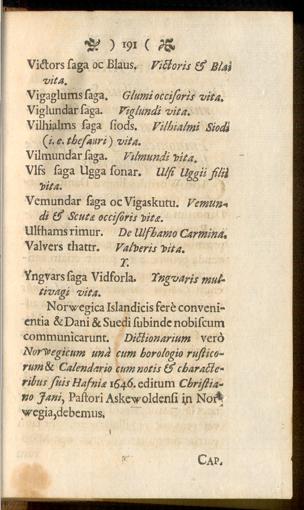 ) 191 (
Victors saga oc Blaus. Victoris & Blai
vita.
Vigaglums saga. Glumi occisoris vita.
Viglundar saga. Viglundi vita.
Vilhialms saga siods. Vilhialmi Siodi
(i. e. thesauri) vita.
Vilmundar saga. Vilmundi vita.
Vlfs saga Ugga sonar. Ulfi Uggii filii
vita.
Vemundar saga oc Vigaskutu. Vemun-
di & Scutæ occisoris vitæ.
Ulfhams rimur. De Ulfhamo Carmina.
Valvers thattr. Valveris vita.
Y.
Yngvars saga Vidforla. Yngvaris mul-
tivagi vita.
Norwegica Islandicis ferè conveni-
entia & Dani & Suedi subinde nobiscum
communicarunt. Dictionarium verò
Norwegicum unà cum horologio rustico-
rum & Calendario cum notis & characte-
ribus suis Hafniæ 1646. editum Christia-
no Jani, Pastori Askewoldensi in Nor-
wegia, debemus.
CAP.